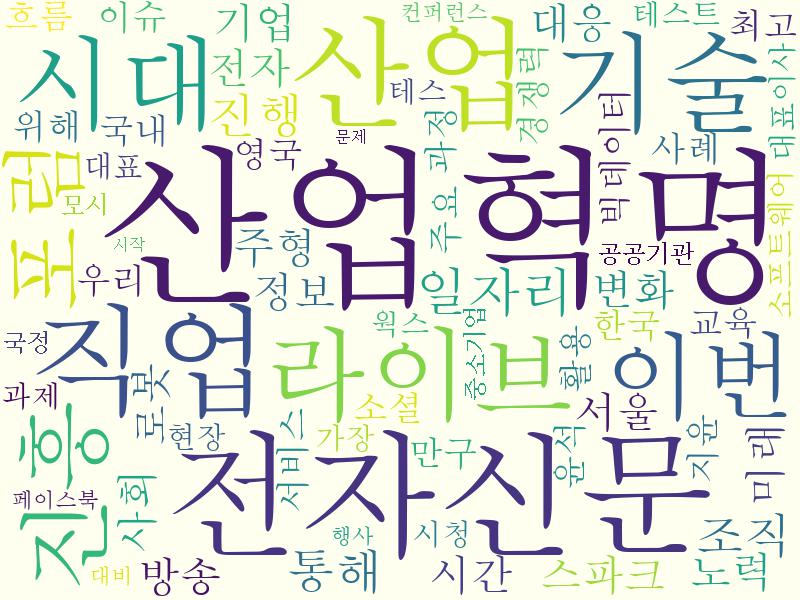 흐름
이슈
기업
산업
컨퍼런스
대응
테스트
최고
시대
전자
진행
테스
경쟁력
기술
대표이사
위해
국내
영국
문제
과정
빅데이터
사례
포럼
대표
모시
산업혁명
주요
소프트웨어
시작
우리
주형
정보
일자리
공공기관
변화
국정
직업
라이브
웍스
중소기업
활용
한국
교육
이번
과제
로봇
소셜
서울
진흥
현장
서비스
가장
만구
윤석
지윤
미래
페이스북
사회
전자신문
행사
시청
조직
대비
방송
통해
시간
스파크
노력